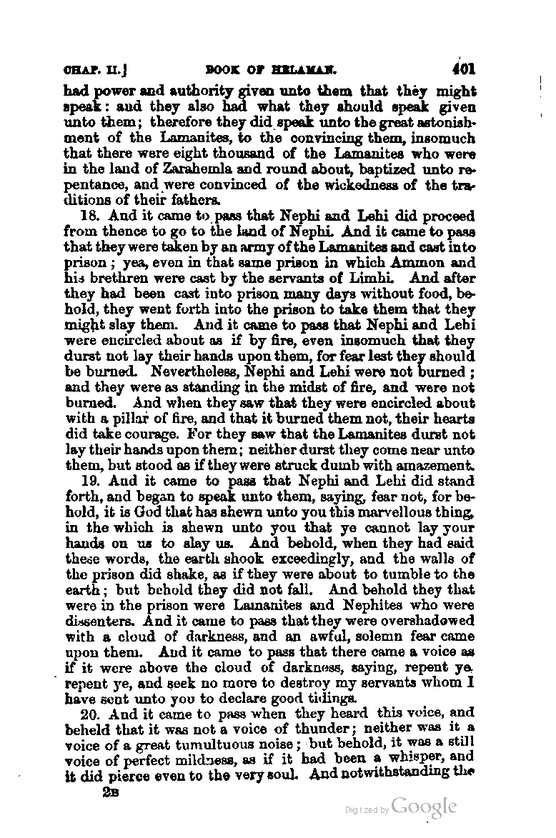 CHAP. II.] BOOK OF HELAMAN. 401
had power and authority given unto them that they might
speak: and they also had what they should speak given
unto them; therefore they did speak unto the great astonish-
ment of the Lamanites, to the convincing them, insomuch
that there were eight thousand of the Lamanites who were
in the land of Zarahemla and round about, baptized unto re-
pentance, and were convinced of the wickedness of the tra-
ditions of their fathers.
18. And it came to pass that Nephi and Lehi did proceed
from thence to go to the land of Nephi. And it came to pass
that they were taken by an army of the Lamanites and cast into
prison; yea, even in that same prison in which Ammon and
his brethren were cast by the servants of Limhi. And after
they had been cast into prison many days without food, be-
hold, they went forth into the prison to take them that they
might slay them. And it came to pass that Nephi and Lehi
were encircled about as if by fire, even insomuch that they
durst not lay their hands upon them, for fear lest they should
be burned. Nevertheless, Nephi and Lehi were not burned;
and they were as standing in the midst of fire, and were not
burned. And when they saw that they were encircled about
with a pillar of fire, and that it burned them not, their hearts
did take courage. For they saw that the Lamanites durst not
lay their hands upon them; neither durst they come near unto
them, but stood as if they were struck dumb with amazement.
19. And it came to pass that Nephi and Lehi did stand
forth, and began to speak unto them, saying, fear not, for be-
hold, it is God that has shewn unto you this marvellous thing,
in the which is shewn unto you that ye cannot lay your
hands on us to slay us. And behold, when they had said
these words, the earth shook exceedingly, and the walls of
the prison did shake, as if they were about to tumble to the
earth; but behold they did not fall. And behold they that
were in the prison were Lamanites and Nephites who were
dissenters. And it came to pass that they were overshadowed
with a cloud of darkness, and an awful, solemn fear came
upon them. And it came to pass that there came a voice as
if it were above the cloud of darkness, saying, repent ye,
repent ye, and seek no more to destroy my servants whom I
have sent unto you to declare good tidings.
20. And it came to pass when they heard this voice, and
beheld that it was not a voice of thunder; neither was it a
voice of a great tumultuous noise; but behold, it was a still
voice of perfect mildness, as if it had been a whisper, and
it did pierce even to the very soul. And notwithstanding the
2B
Digitized by Google